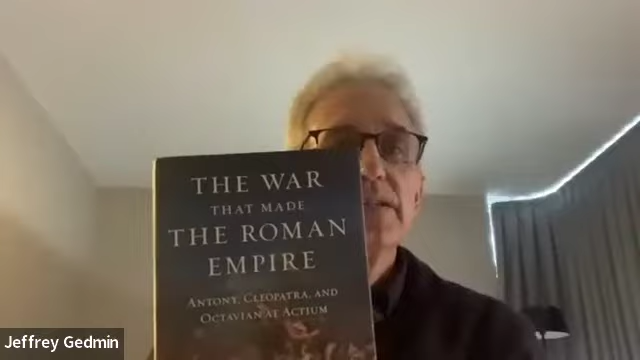 THE WAR
THAT MADE
THE ROMAN
EMPIRE
ANTONY, CLEOPATRA, AND
OCTAVIAN AT ACTIUM
Jeffrey Gedmin